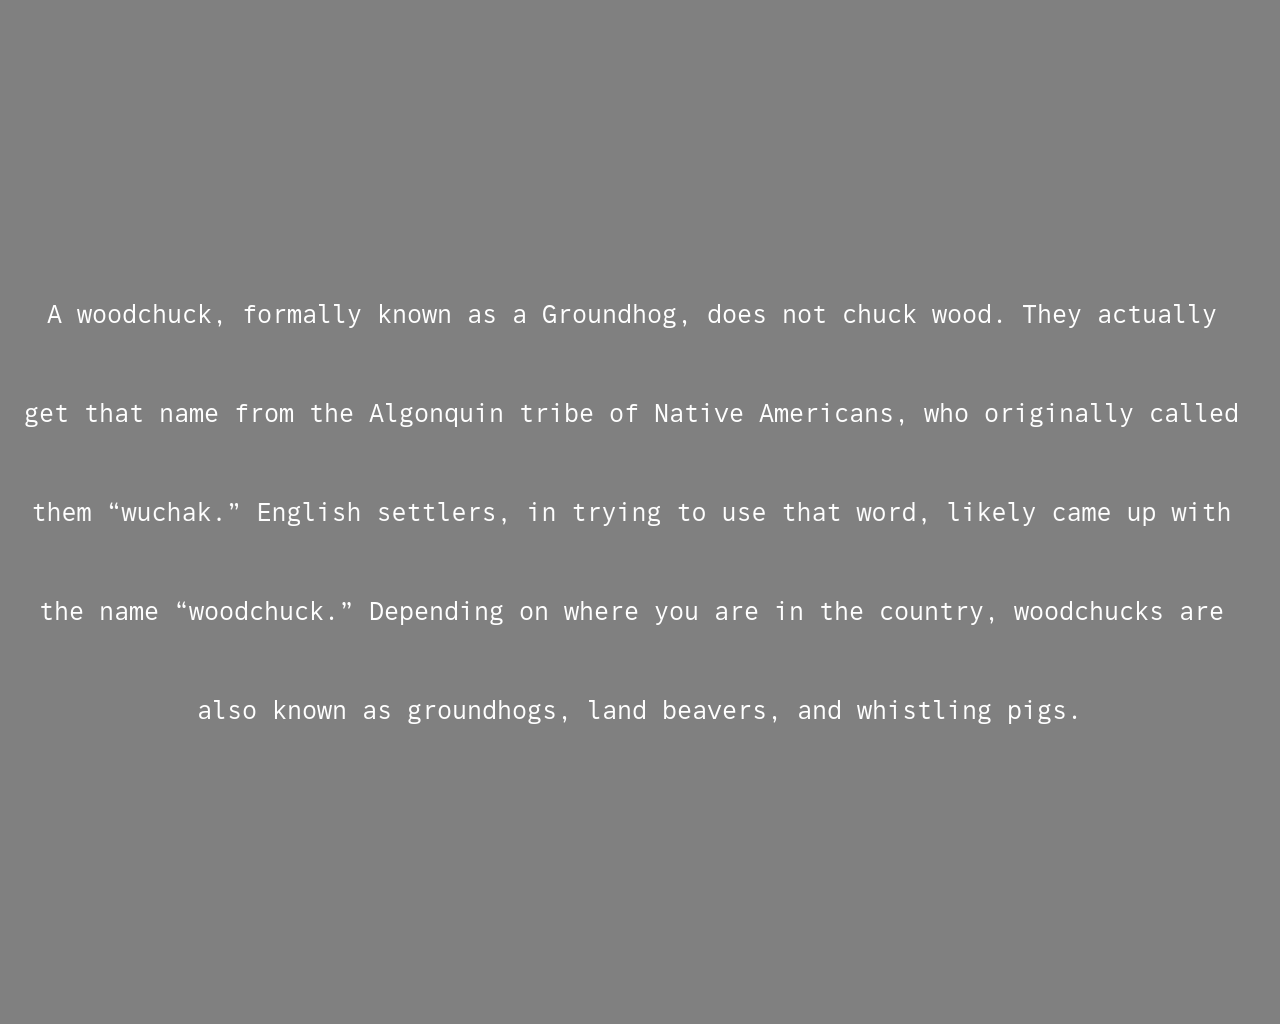 A woodchuck, formally known as a Groundhog, does not chuck wood. They actually
get that name from the Algonquin tribe of Native Americans, who originally called
them “wuchak.” English settlers, in trying to use that word, likely came up with
the name “woodchuck.” Depending on where you are in the country, woodchucks are
also known as groundhogs, land beavers, and whistling pigs.